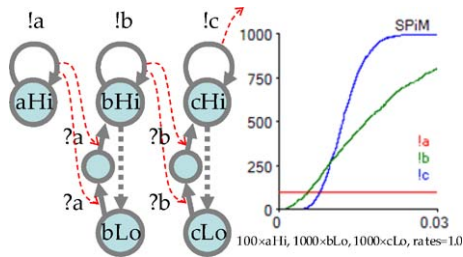 !a !b !c
aHi bHi cHi
?a ?b
?a ?b
bLo cLo
SPiM
1000
750
500
250
0
!a
!b
!c
0 0.03
100×aHi, 1000×bLo, 1000×cLo, rates=1.0